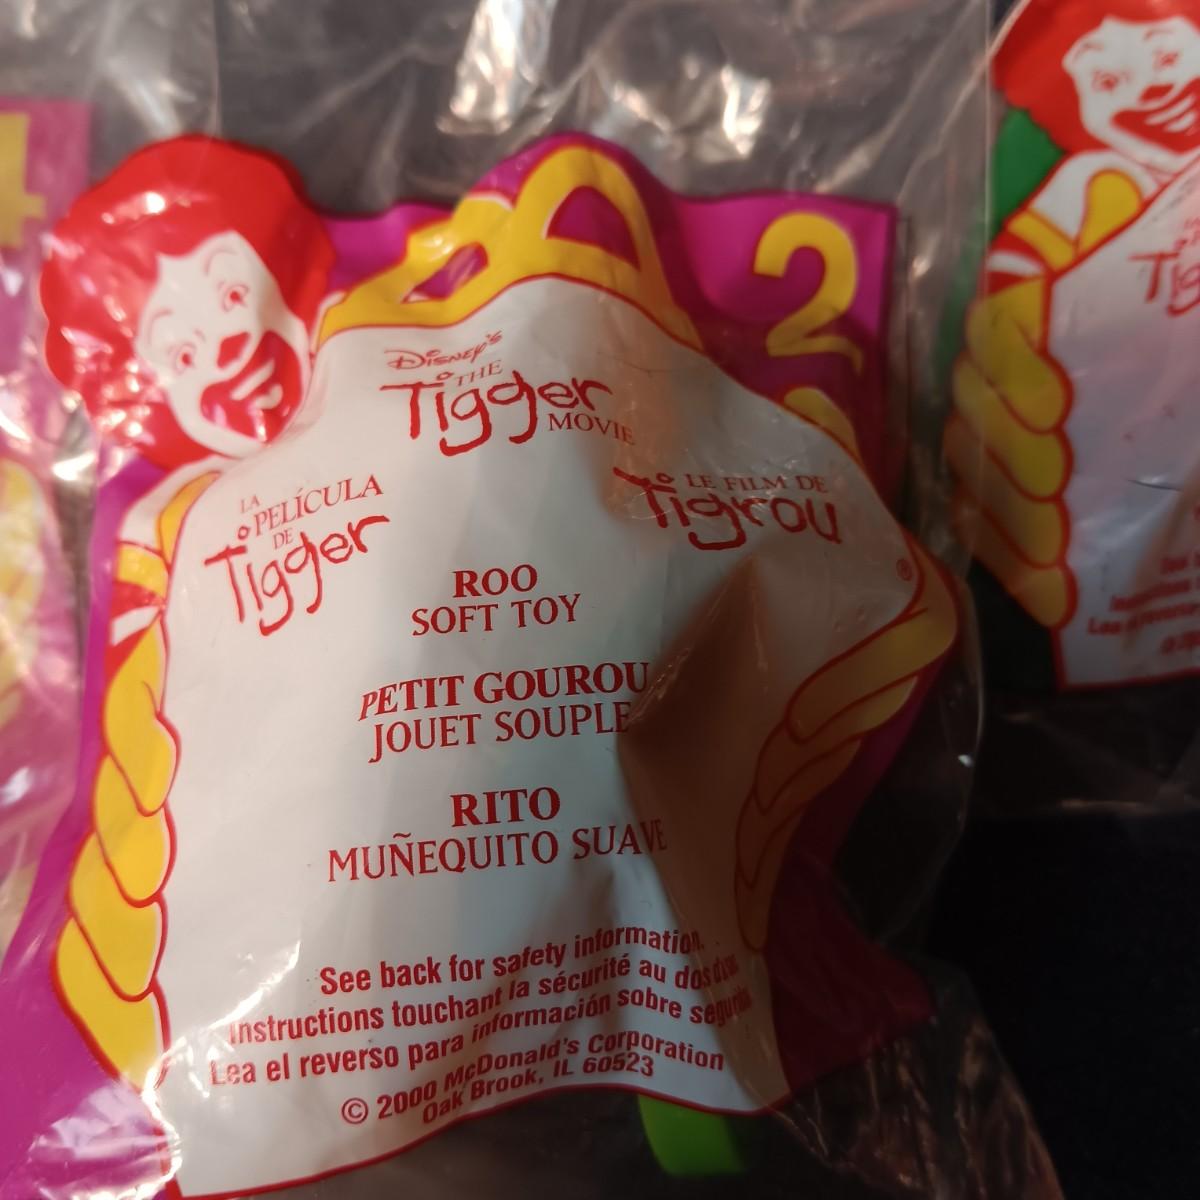 4
2
Disney's
THE
Tigger
MOVIE
LA
PELÍCULA
DE
Tigger
LE FILM DE
Tigrou
®
ROO
SOFT TOY
PETIT GOUROU
JOUET SOUPLE
RITO
MUÑEQUITO SUAVE
See back for safety information.
Instructions touchant la sécurité au dos
Lea el reverso para información sobre seguridad
© 2000 McDonald's Corporation
Oak Brook, IL 60523